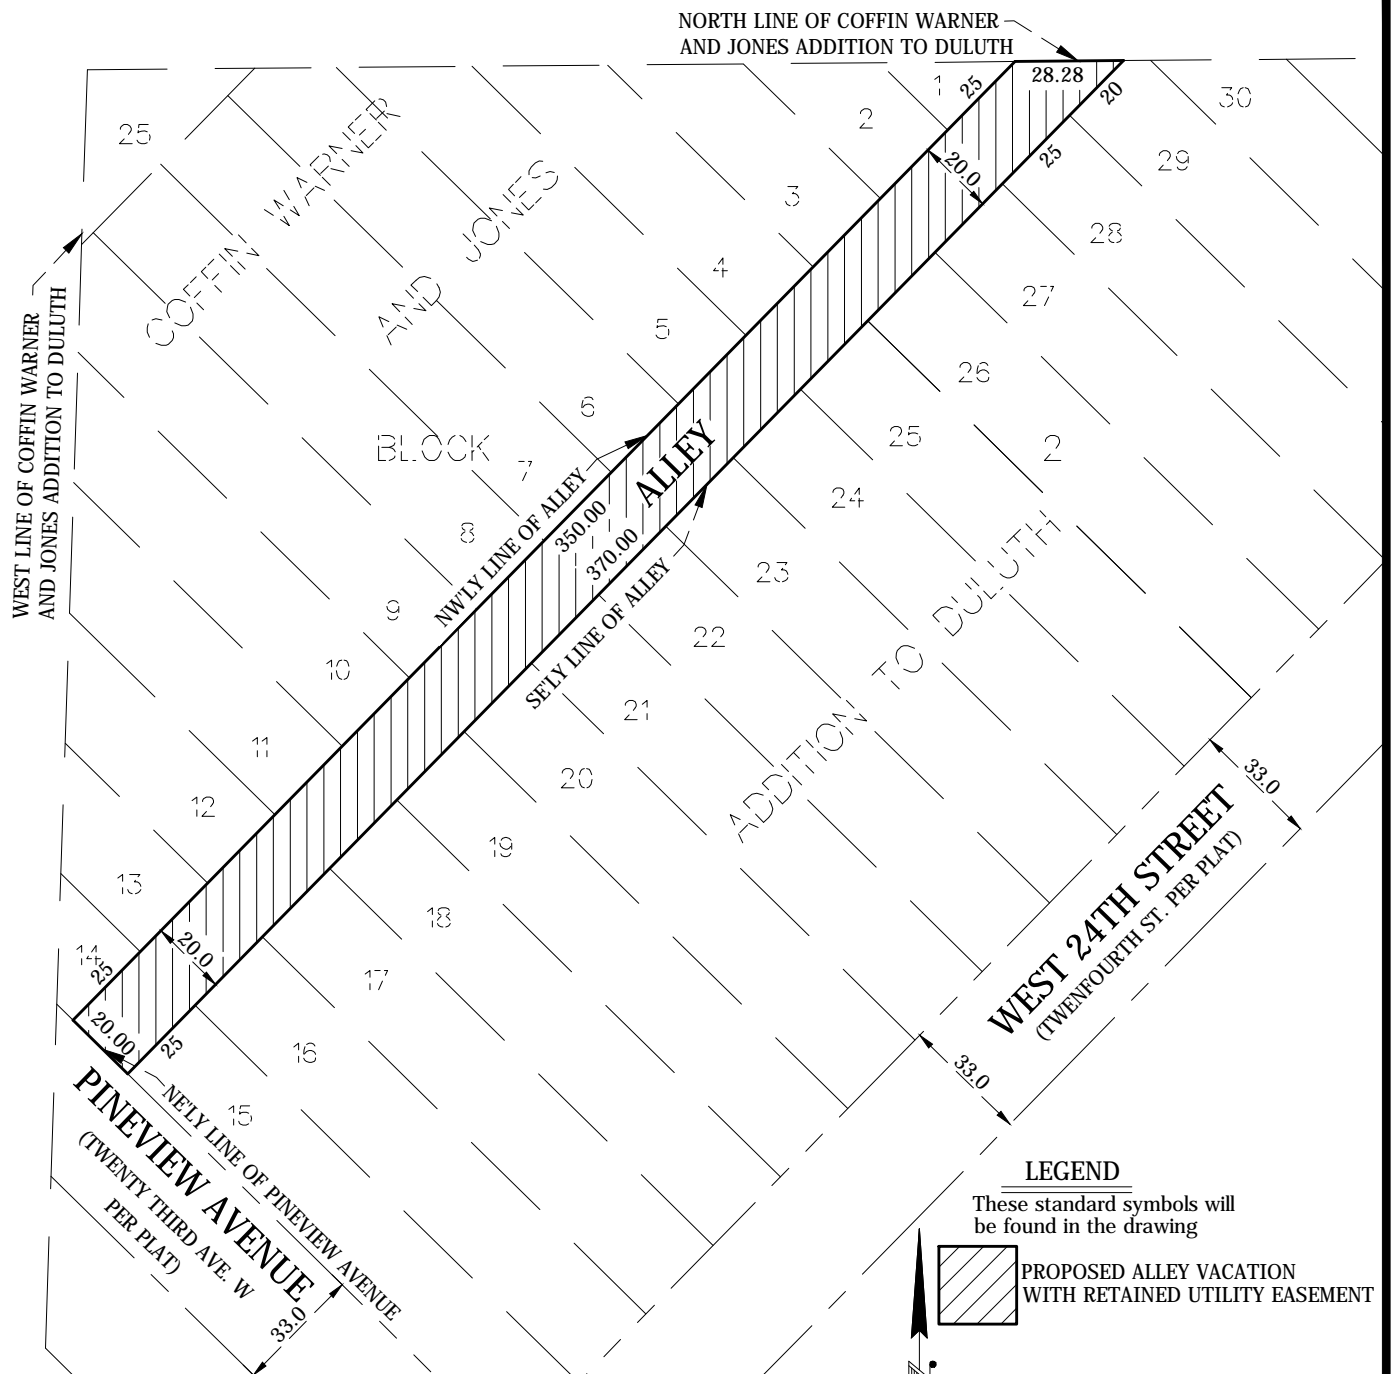 NORTH LINE OF COFFIN WARNER
AND JONES ADDITION TO DULUTH
28.28
25
20
1
2
3
4
5
6
7
8
9
10
11
12
13
14
25
30
29
28
27
26
25
24
23
22
21
20
19
18
17
16
15
25
25
COFFIN WARNER
AND JONES
BLOCK
2
ADDITION TO DULUTH
WEST LINE OF COFFIN WARNER
AND JONES ADDITION TO DULUTH
20.0
ALLEY
NW'LY LINE OF ALLEY
350.00
370.00
SE'LY LINE OF ALLEY
20.0
25
20.00
NE'LY LINE OF PINEVIEW AVENUE
PINEVIEW AVENUE
(TWENTY THIRD AVE. W
PER PLAT)
33.0
33.0
WEST 24TH STREET
(TWENFOURTH ST. PER PLAT)
33.0
LEGEND
These standard symbols will
be found in the drawing
PROPOSED ALLEY VACATION
WITH RETAINED UTILITY EASEMENT